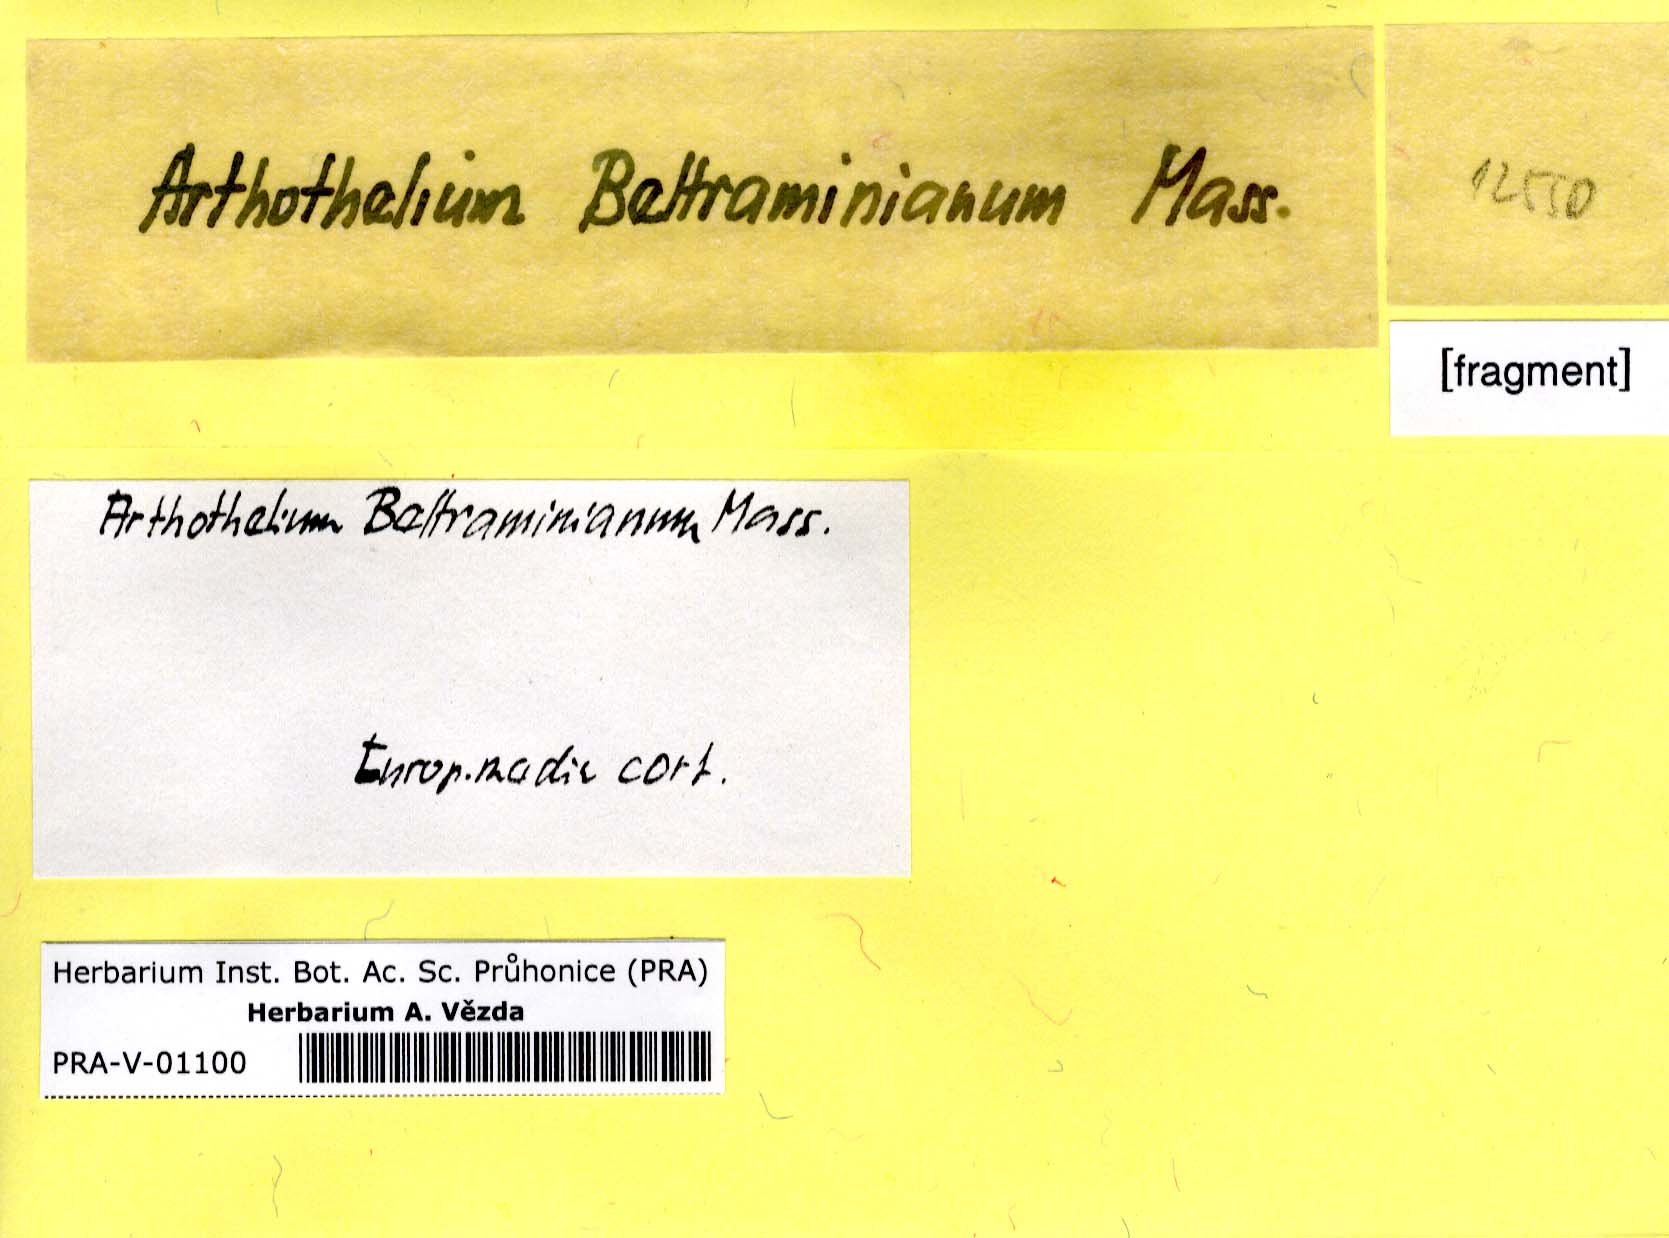 Arthothelium Beltraminianum Mass.
12550
[fragment]
Arthothelium Beltraminianum Mass.
Europ. media cort.
Herbarium Inst. Bot. Ac. Sc. Průhonice (PRA)
Herbarium A. Vězda
PRA-V-01100